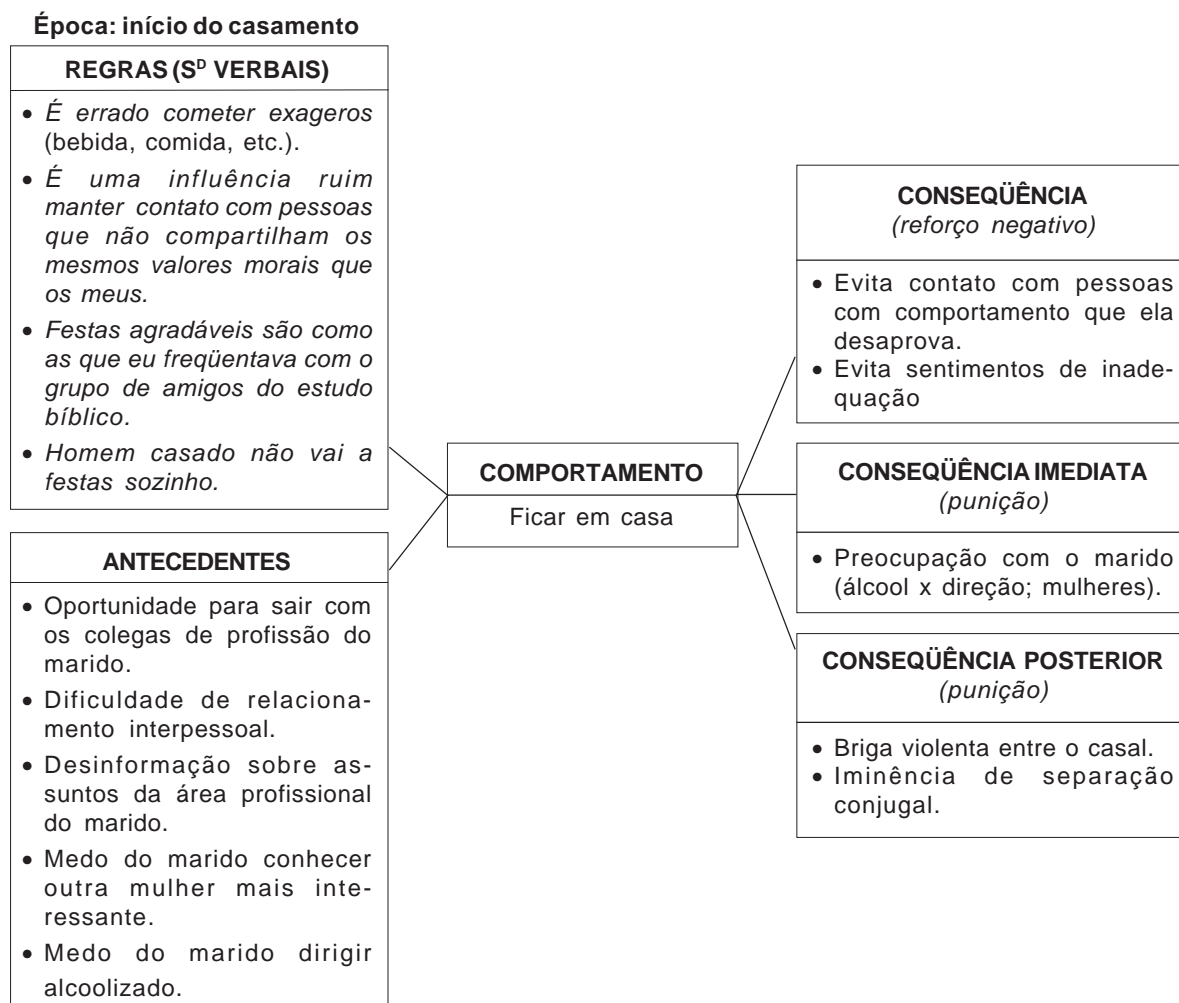 Época: início do casamento
REGRAS (Sᴰ VERBAIS)
• É errado cometer exageros
(bebida, comida, etc.).
• É uma influência ruim
manter contato com pessoas
que não compartilham os
mesmos valores morais que
os meus.
• Festas agradáveis são como
as que eu freqüentava com o
grupo de amigos do estudo
bíblico.
• Homem casado não vai a
festas sozinho.
ANTECEDENTES
• Oportunidade para sair com
os colegas de profissão do
marido.
• Dificuldade de relaciona-
mento interpessoal.
• Desinformação sobre as-
suntos da área profissional
do marido.
• Medo do marido conhecer
outra mulher mais inte-
ressante.
• Medo do marido dirigir
alcoolizado.
COMPORTAMENTO
Ficar em casa
CONSEQÜÊNCIA
(reforço negativo)
• Evita contato com pessoas
com comportamento que ela
desaprova.
• Evita sentimentos de inade-
quação
CONSEQÜÊNCIA IMEDIATA
(punição)
• Preocupação com o marido
(álcool x direção; mulheres).
CONSEQÜÊNCIA POSTERIOR
(punição)
• Briga violenta entre o casal.
• Iminência de separação
conjugal.